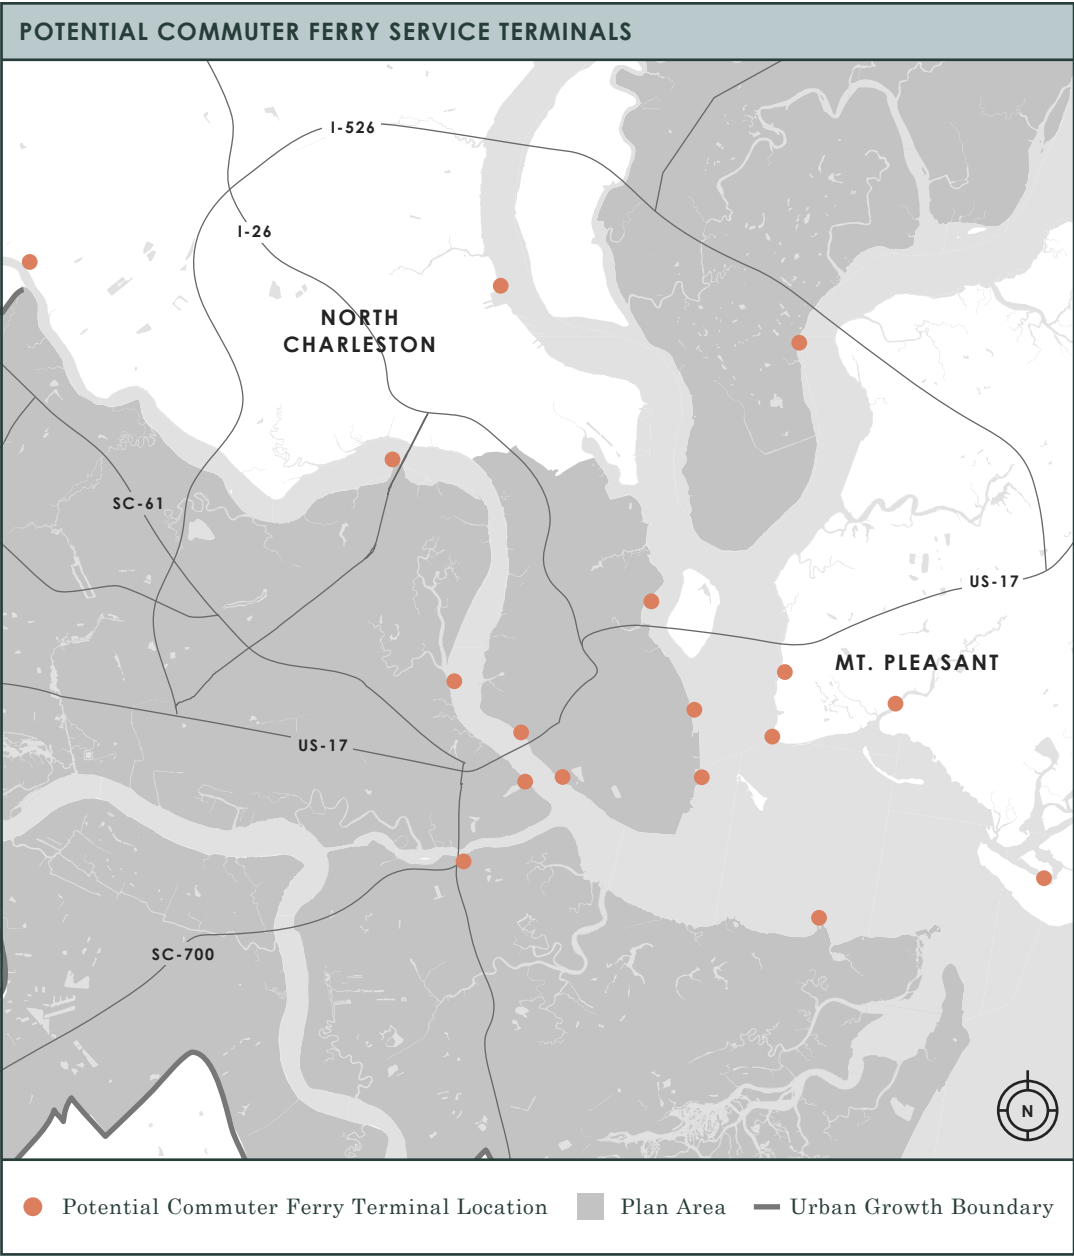 POTENTIAL COMMUTER FERRY SERVICE TERMINALS
I-526
I-26
NORTH
CHARLESTON
SC-61
US-17
MT. PLEASANT
US-17
SC-700
N
Potential Commuter Ferry Terminal Location
Plan Area
Urban Growth Boundary